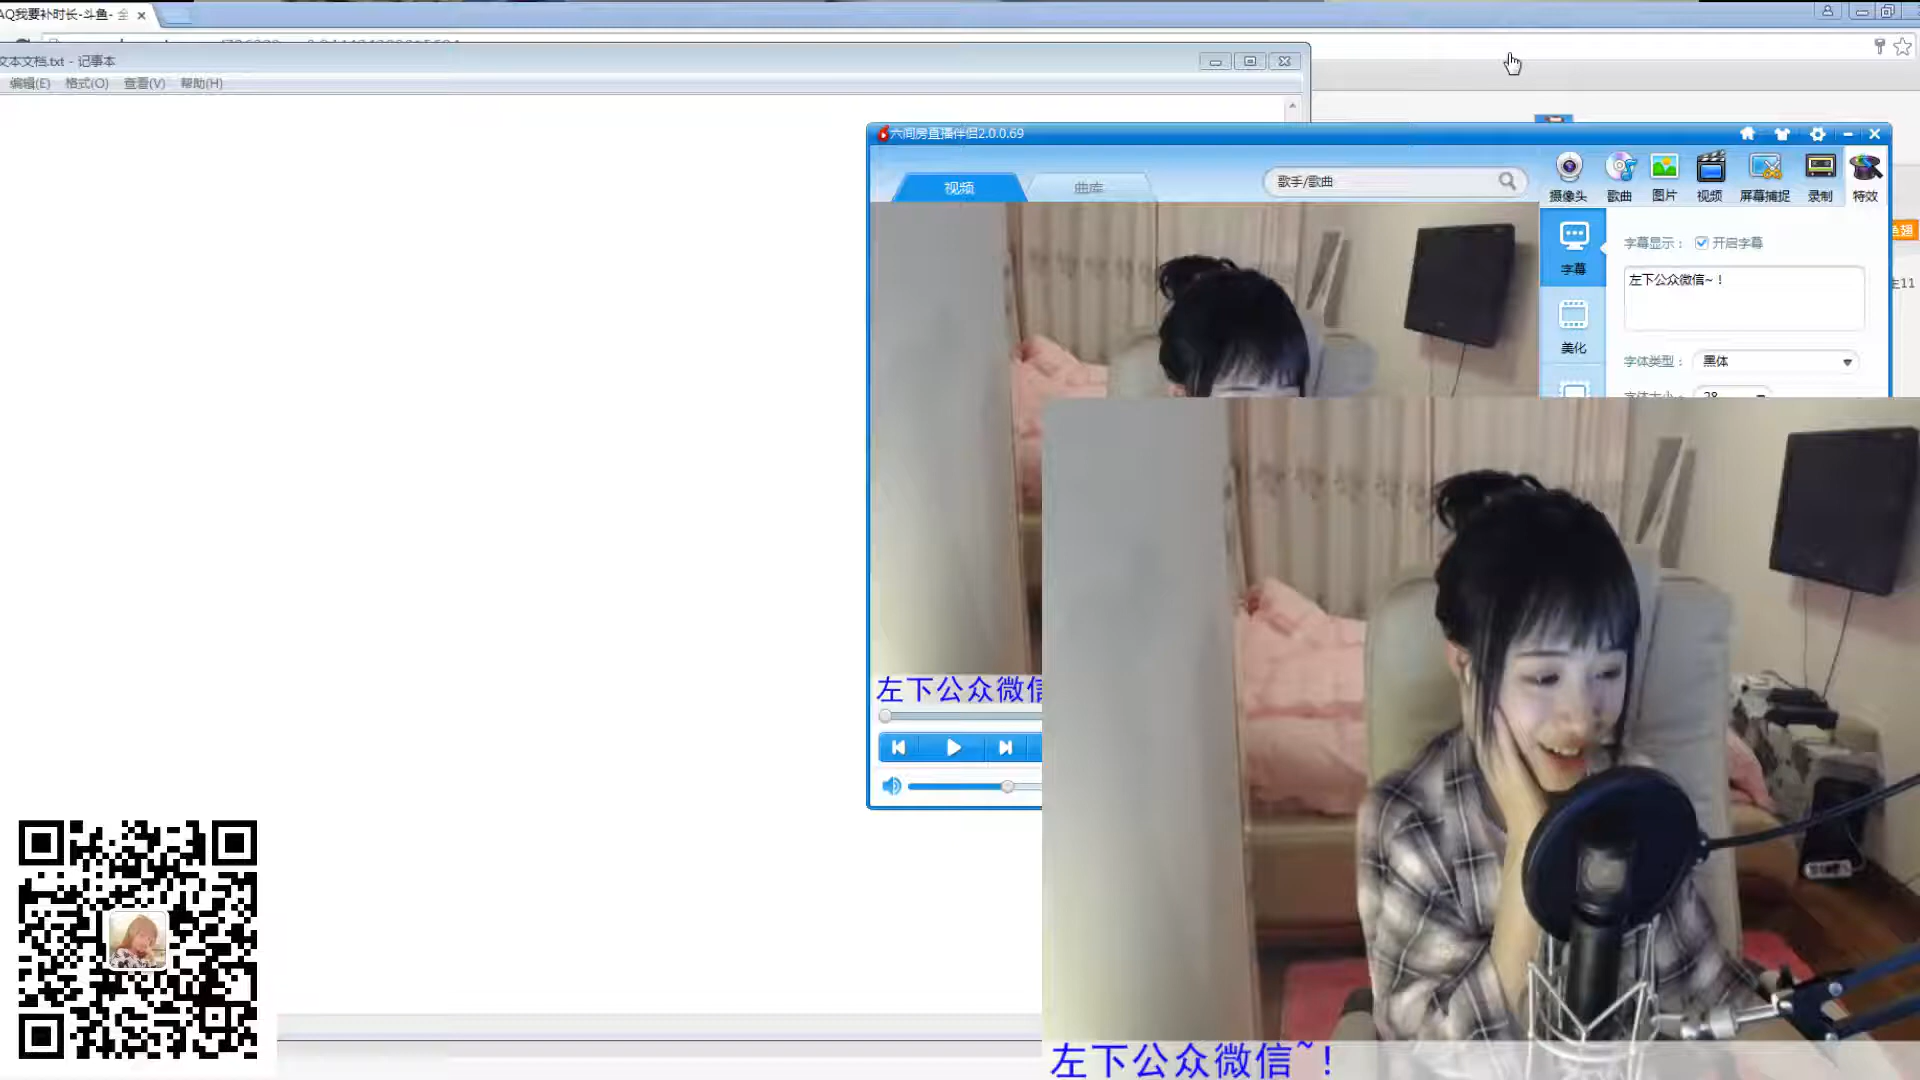 AQ我要补时长-斗鱼- 全
文本文档.txt - 记事本
编辑(E) 格式(O) 查看(V) 帮助(H)
六间房直播伴侣2.0.0.69
视频
曲库
歌手/歌曲
摄像头
歌曲
图片
视频
屏幕捕捉
录制
特效
字幕
美化
字幕显示：
开启字幕
左下公众微信~！
字体类型：
黑体
鱼翅
左下公众微信
左下公众微信~！